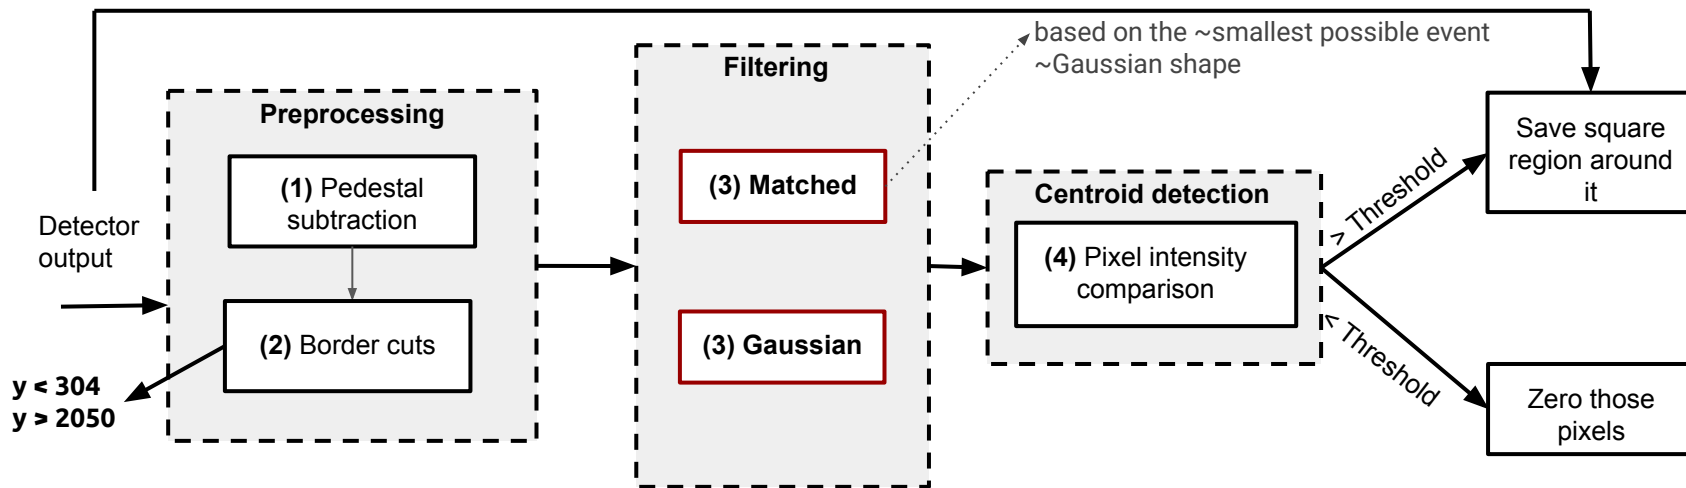 Detector
output
Preprocessing
(1) Pedestal
subtraction
(2) Border cuts
y < 304
y > 2050
Filtering
(3) Matched
(3) Gaussian
based on the ~smallest possible event
~Gaussian shape
Centroid detection
(4) Pixel intensity
comparison
> Threshold
< Threshold
Save square
region around
it
Zero those
pixels